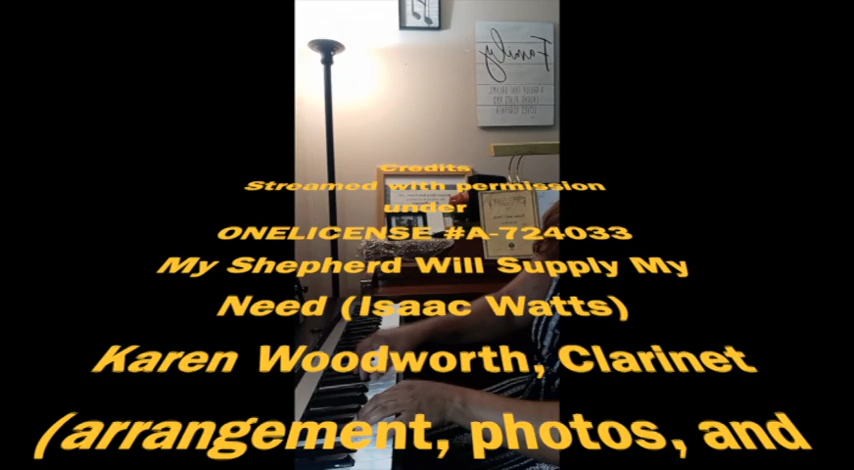 Family
Credits
Streamed with permission
under
ONELICENSE #A-724033
My Shepherd Will Supply My
Need (Isaac Watts)
Karen Woodworth, Clarinet
(arrangement, photos, and